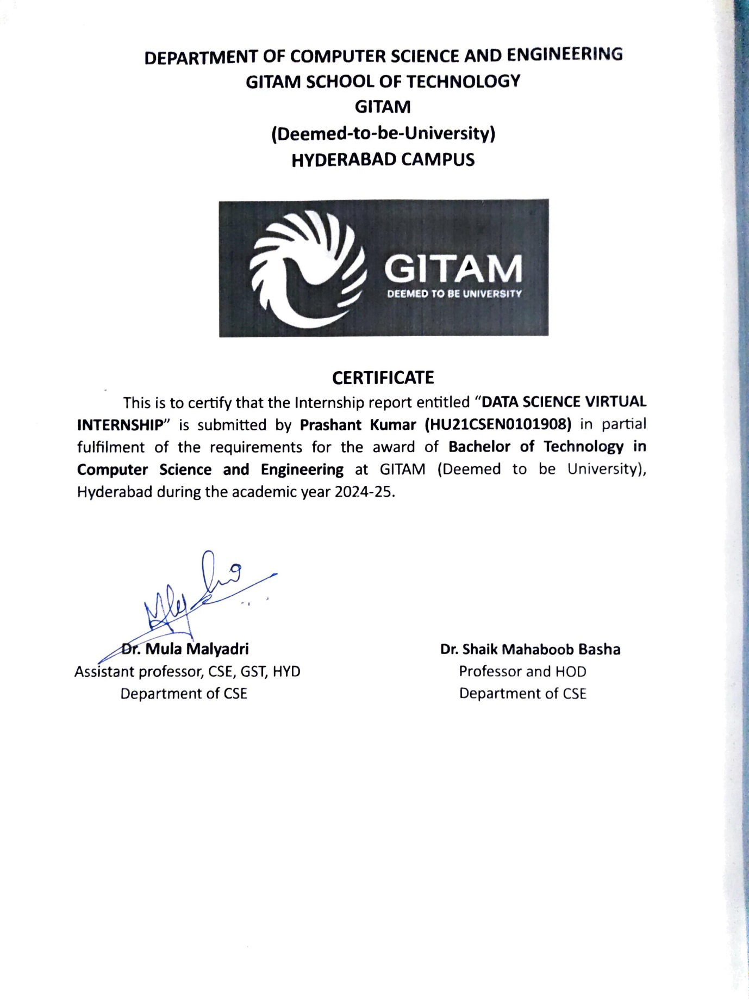 DEPARTMENT OF COMPUTER SCIENCE AND ENGINEERING
GITAM SCHOOL OF TECHNOLOGY
GITAM
(Deemed-to-be-University)
HYDERABAD CAMPUS
GITAM
DEEMED TO BE UNIVERSITY
CERTIFICATE
This is to certify that the Internship report entitled “DATA SCIENCE VIRTUAL
INTERNSHIP” is submitted by Prashant Kumar (HU21CSEN0101908) in partial
fulfilment of the requirements for the award of Bachelor of Technology in
Computer Science and Engineering at GITAM (Deemed to be University),
Hyderabad during the academic year 2024-25.
Dr. Mula Malyadri
Assistant professor, CSE, GST, HYD
Department of CSE
Dr. Shaik Mahaboob Basha
Professor and HOD
Department of CSE